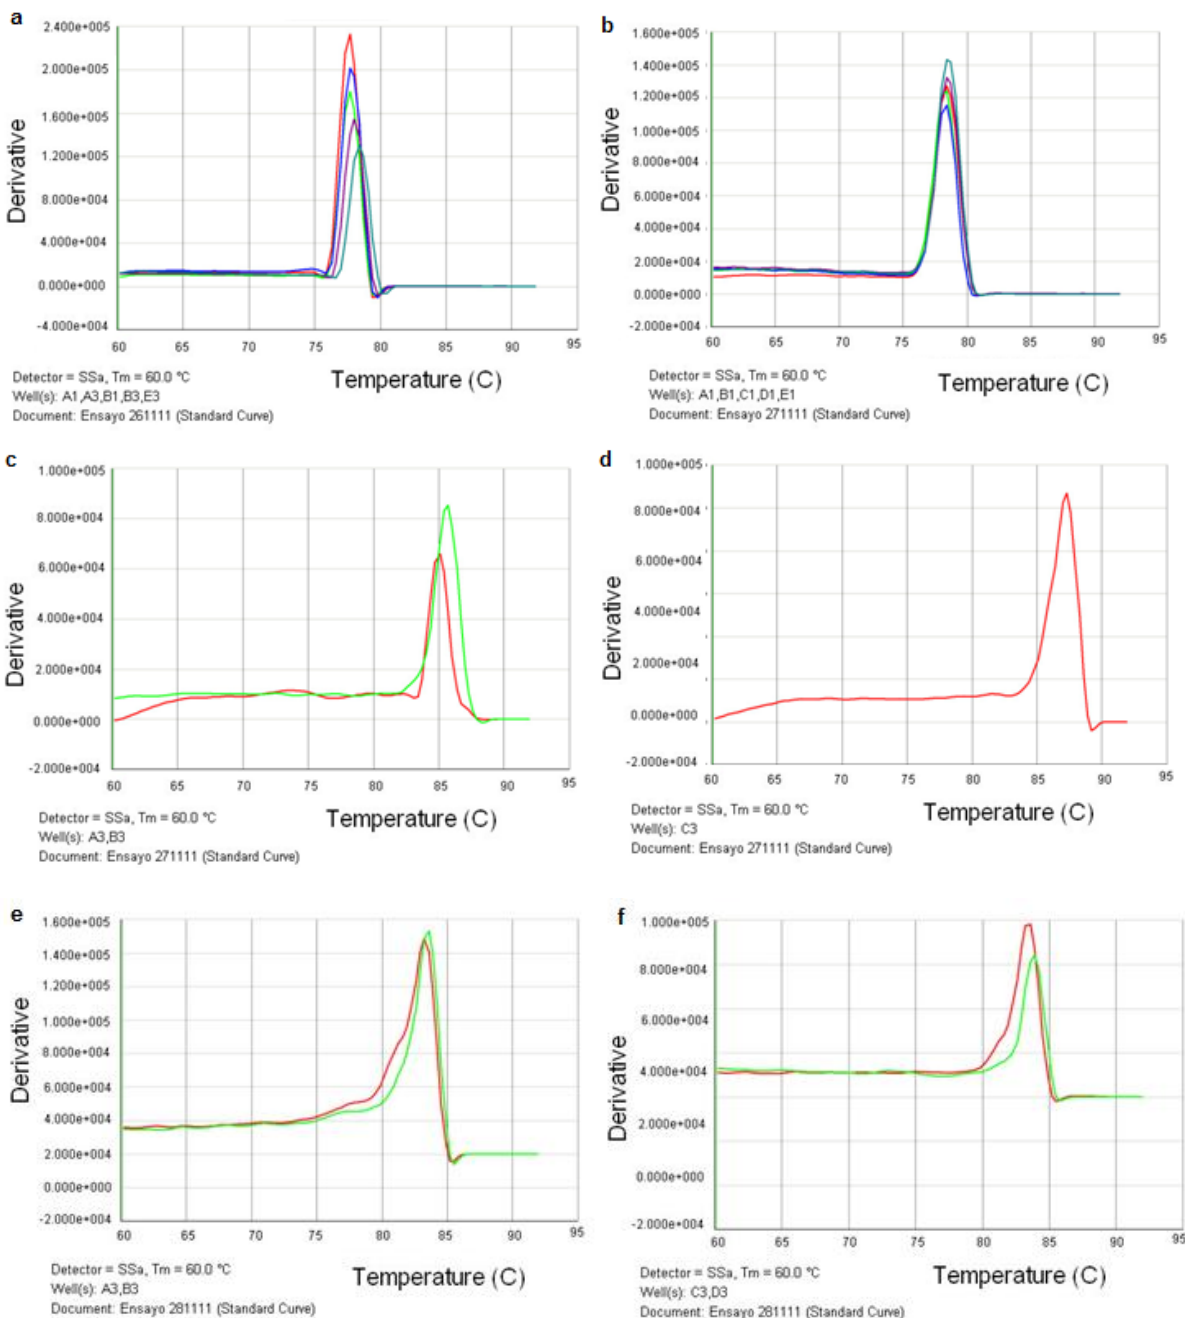 a
2.400e+005
2.000e+005
1.600e+005
1.200e+005
8.000e+004
4.000e+004
0.000e+000
-4.000e+004
Derivative
60 65 70 75 80 85 90 95
Temperature (C)
Detector = SSa, Tm = 60.0 °C
Well(s): A1,A3,B1,B3,E3
Document: Ensayo 261111 (Standard Curve)
b
1.600e+005
1.400e+005
1.200e+005
1.000e+005
8.000e+004
6.000e+004
4.000e+004
2.000e+004
0.000e+000
-2.000e+004
Derivative
60 65 70 75 80 85 90 95
Temperature (C)
Detector = SSa, Tm = 60.0 °C
Well(s): A1,B1,C1,D1,E1
Document: Ensayo 271111 (Standard Curve)
c
1.000e+005
8.000e+004
6.000e+004
4.000e+004
2.000e+004
0.000e+000
-2.000e+004
Derivative
60 65 70 75 80 85 90 95
Temperature (C)
Detector = SSa, Tm = 60.0 °C
Well(s): A3,B3
Document: Ensayo 271111 (Standard Curve)
d
1.000e+005
8.000e+004
6.000e+004
4.000e+004
2.000e+004
0.000e+000
-2.000e+004
Derivative
60 65 70 75 80 85 90 95
Temperature (C)
Detector = SSa, Tm = 60.0 °C
Well(s): C3
Document: Ensayo 271111 (Standard Curve)
e
1.600e+005
1.400e+005
1.200e+005
1.000e+005
8.000e+004
6.000e+004
4.000e+004
2.000e+004
0.000e+000
-2.000e+004
Derivative
60 65 70 75 80 85 90 95
Temperature (C)
Detector = SSa, Tm = 60.0 °C
Well(s): A3,B3
Document: Ensayo 281111 (Standard Curve)
f
1.000e+005
8.000e+004
6.000e+004
4.000e+004
2.000e+004
0.000e+000
-2.000e+004
Derivative
60 65 70 75 80 85 90 95
Temperature (C)
Detector = SSa, Tm = 60.0 °C
Well(s): C3,D3
Document: Ensayo 281111 (Standard Curve)